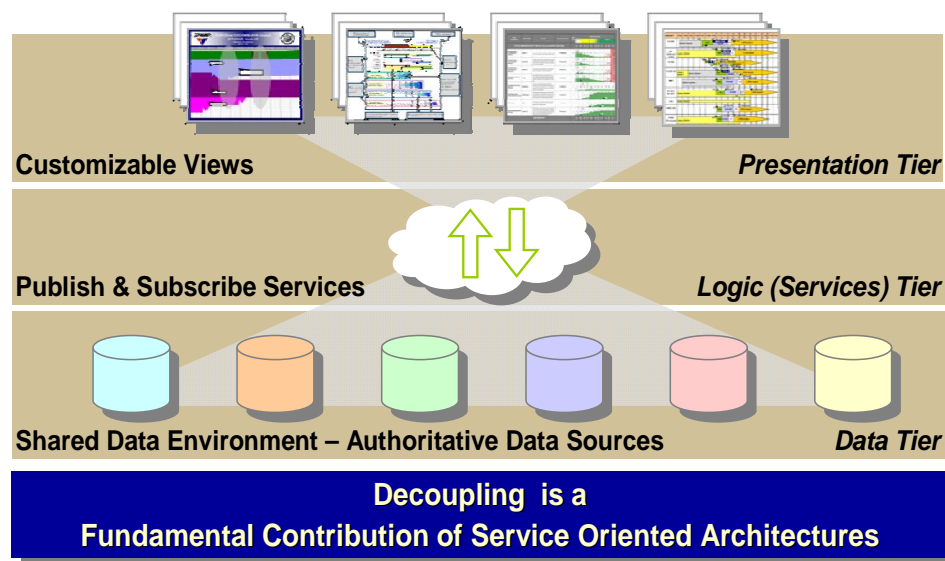 Customizable Views
Presentation Tier
Publish & Subscribe Services
Logic (Services) Tier
Shared Data Environment – Authoritative Data Sources
Data Tier
Decoupling is a
Fundamental Contribution of Service Oriented Architectures